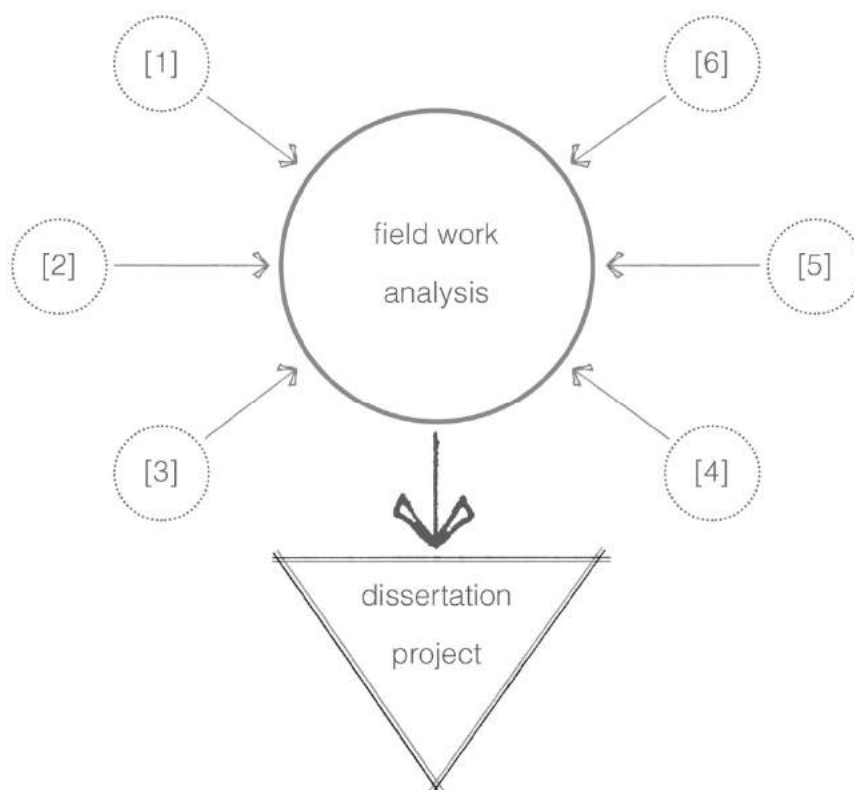 [1]
[6]
field work
analysis
[2]
[5]
[3]
[4]
dissertation
project